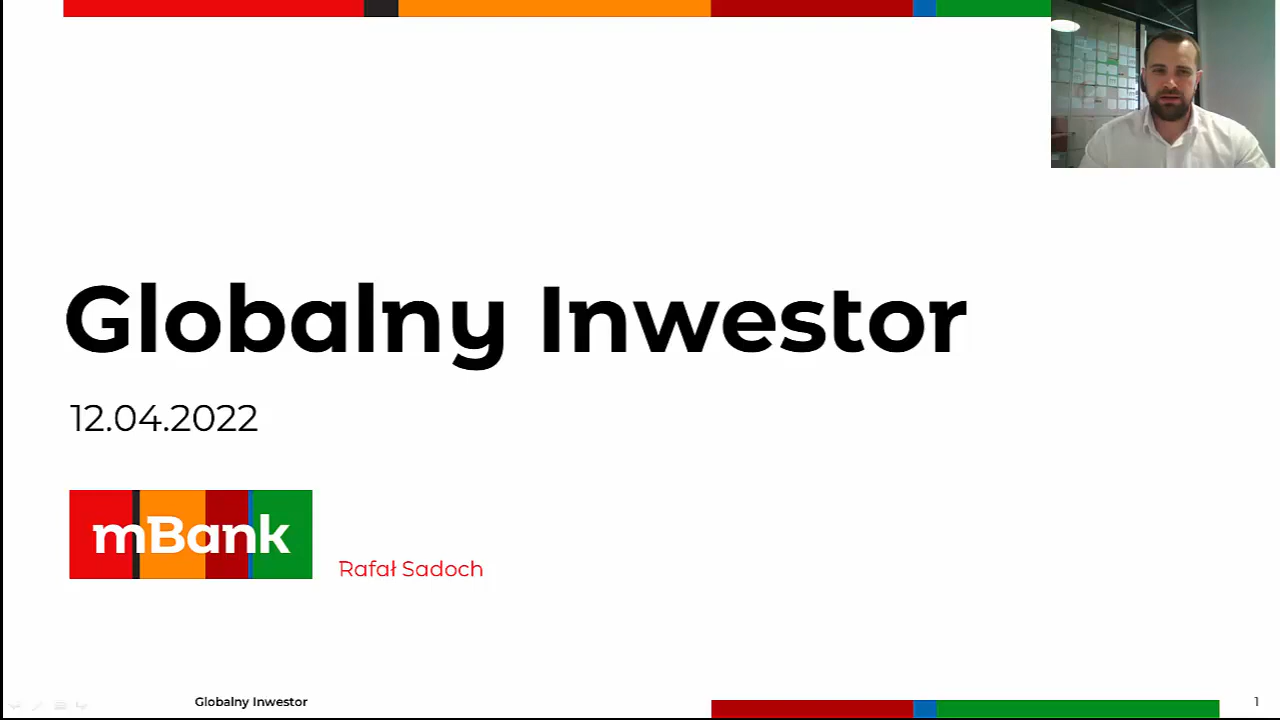 Globalny Inwestor
12.04.2022
mBank
Rafał Sadoch
Globalny Inwestor
1